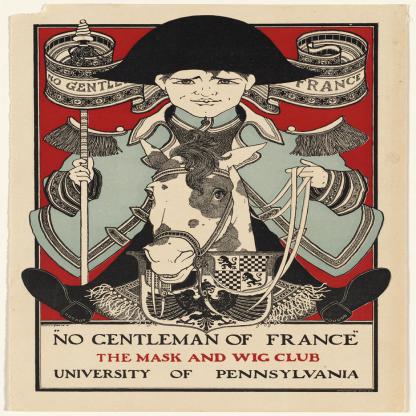 "NO GENTLE
FRANCE
"NO GENTLEMAN OF FRANCE"
THE MASK AND WIG CLUB
UNIVERSITY OF PENNSYLVANIA